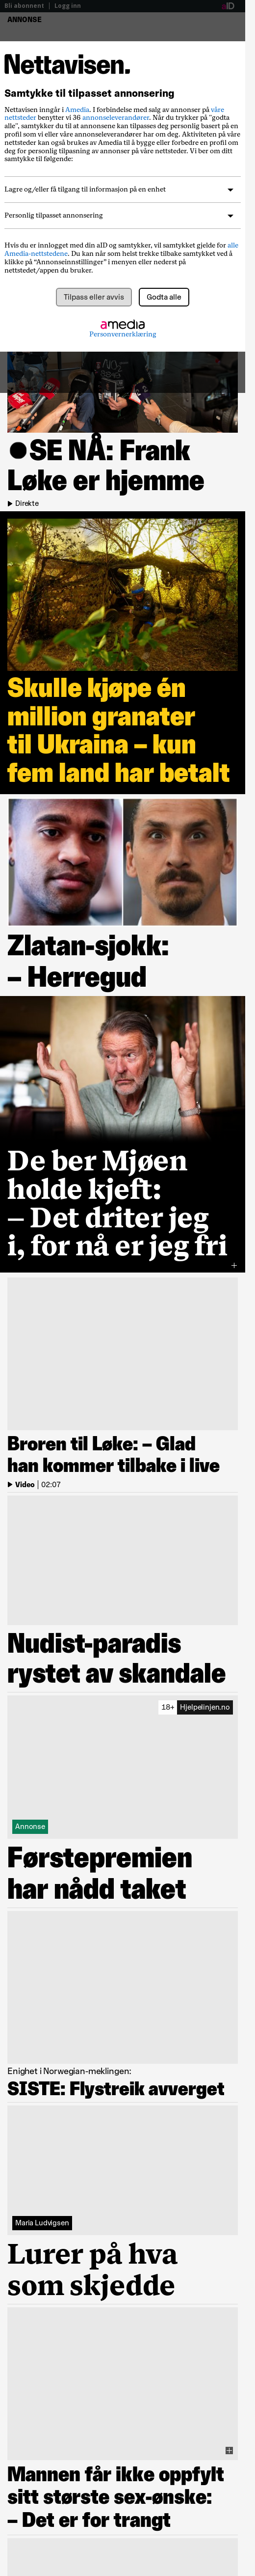 Bli abonnent | Logg inn
aID
ANNONSE
Nettavisen.
Samtykke til tilpasset annonsering
Nettavisen inngår i Amedia. I forbindelse med salg av annonser på våre
nettsteder benytter vi 36 annonseleverandører. Når du trykker på "godta
alle", samtykker du til at annonsene kan tilpasses deg personlig basert på en
profil som vi eller våre annonseleverandører har om deg. Aktiviteten på våre
nettsteder kan også brukes av Amedia til å bygge eller forbedre en profil om
deg for personlig tilpassing av annonser på våre nettsteder. Vi ber om ditt
samtykke til følgende:
Lagre og/eller få tilgang til informasjon på en enhet
Personlig tilpasset annonsering
Hvis du er innlogget med din aID og samtykker, vil samtykket gjelde for alle
Amedia-nettstedene. Du kan når som helst trekke tilbake samtykket ved å
klikke på “Annonseinnstillinger” i menyen eller nederst på
nettstedet/appen du bruker.
Tilpass eller avvis
Godta alle
amedia
Personvernerklæring
SE NÅ: Frank
Løke er hjemme
Direkte
Skulle kjøpe én
million granater
til Ukraina – kun
fem land har betalt
Zlatan-sjokk:
– Herregud
De ber Mjøen
holde kjeft:
– Det driter jeg
i, for nå er jeg fri
Broren til Løke: – Glad
han kommer tilbake i live
Video | 02:07
Nudist-paradis
rystet av skandale
18+ Hjelpelinjen.no
Annonse
Førstepremien
har nådd taket
Enighet i Norwegian-meklingen:
SISTE: Flystreik avverget
Maria Ludvigsen
Lurer på hva
som skjedde
Mannen får ikke oppfylt
sitt største sex-ønske:
– Det er for trangt